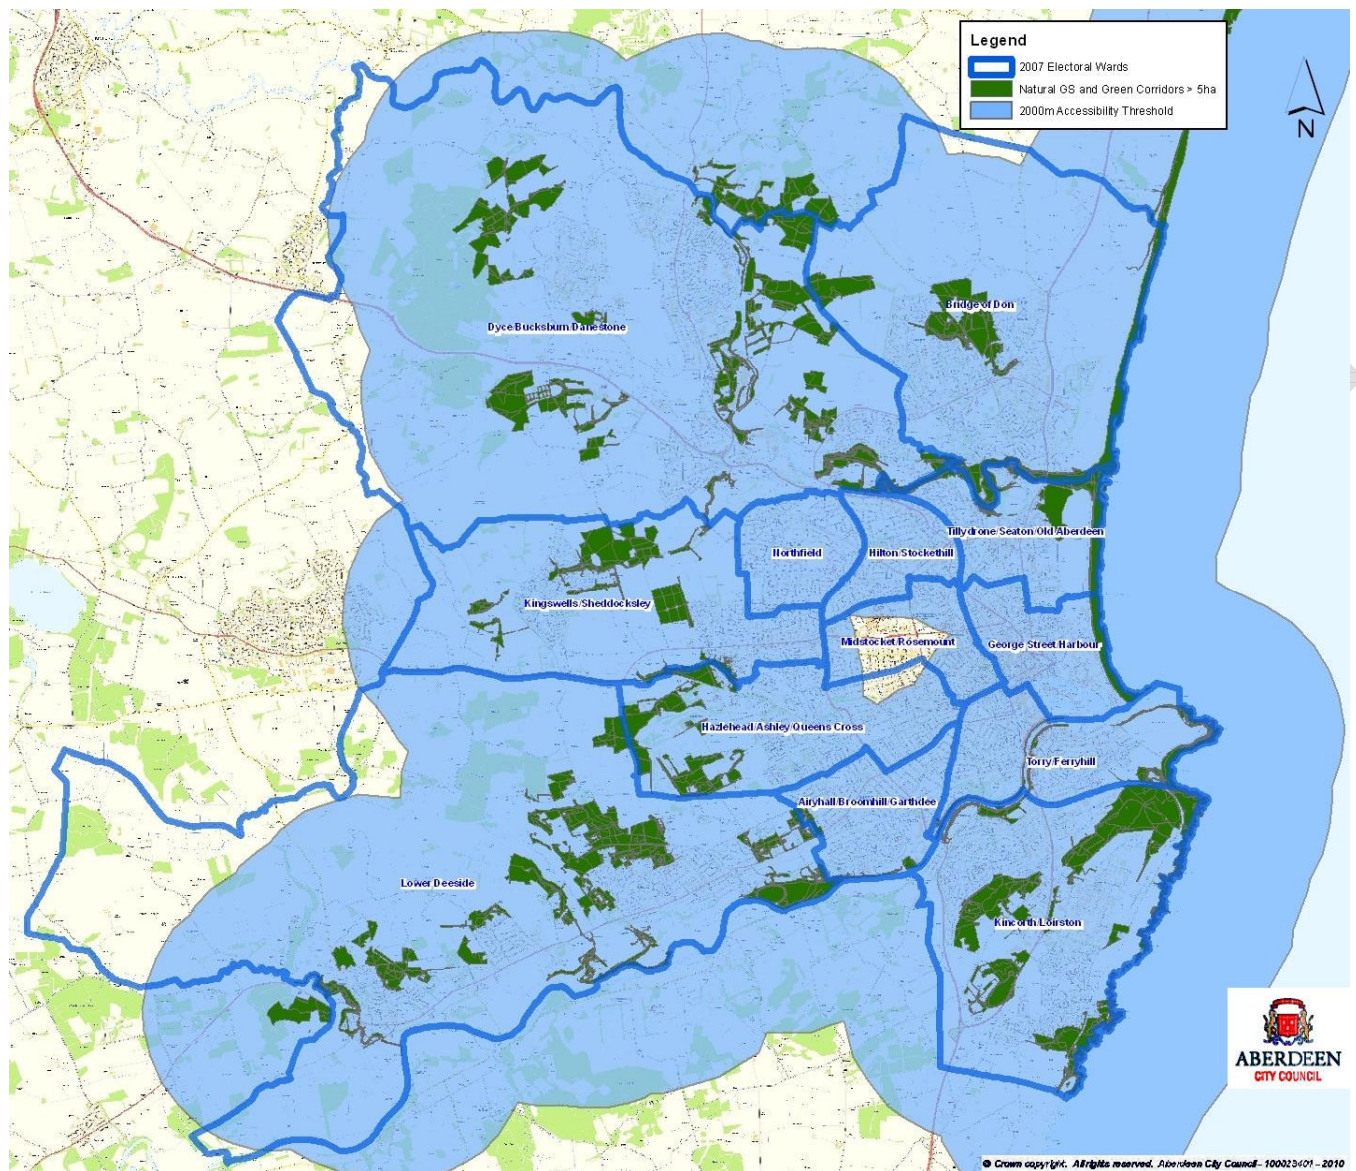 Legend
2007 Electoral Wards
Natural GS and Green Corridors > 5ha
2000m Accessibility Threshold
N
Bridge of Don
Dyce/Bucksburn/Danestone
Tillydrone/Seaton/Old Aberdeen
Northfield
Hilton/Stockethill
Kingswells/Sheddocksley
Midstocket/Rosemount
George Street/Harbour
Hazlehead/Ashley/Queens Cross
Torry/Ferryhill
Airyhall/Broomhill/Garthdee
Lower Deeside
Kincorth/Loirston
ABERDEEN
CITY COUNCIL
© Crown copyright. All rights reserved. Aberdeen City Council - 100023401 - 2010